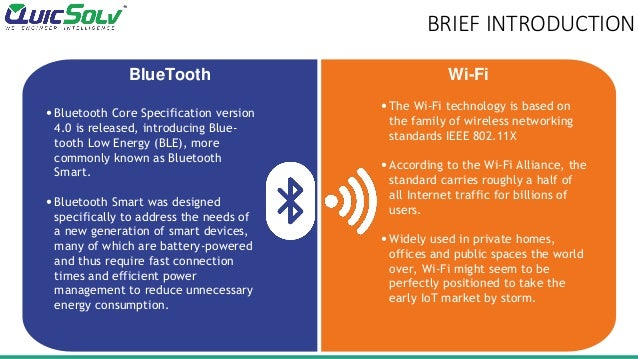 QUICSOLV™
WE ENGINEER INTELLIGENCE
BRIEF INTRODUCTION
BlueTooth
•Bluetooth Core Specification version
4.0 is released, introducing Blue-
tooth Low Energy (BLE), more
commonly known as Bluetooth
Smart.
•Bluetooth Smart was designed
specifically to address the needs of
a new generation of smart devices,
many of which are battery-powered
and thus require fast connection
times and efficient power
management to reduce unnecessary
energy consumption.
Wi-Fi
•The Wi-Fi technology is based on
the family of wireless networking
standards IEEE 802.11X
•According to the Wi-Fi Alliance, the
standard carries roughly a half of
all Internet traffic for billions of
users.
•Widely used in private homes,
offices and public spaces the world
over, Wi-Fi might seem to be
perfectly positioned to take the
early IoT market by storm.